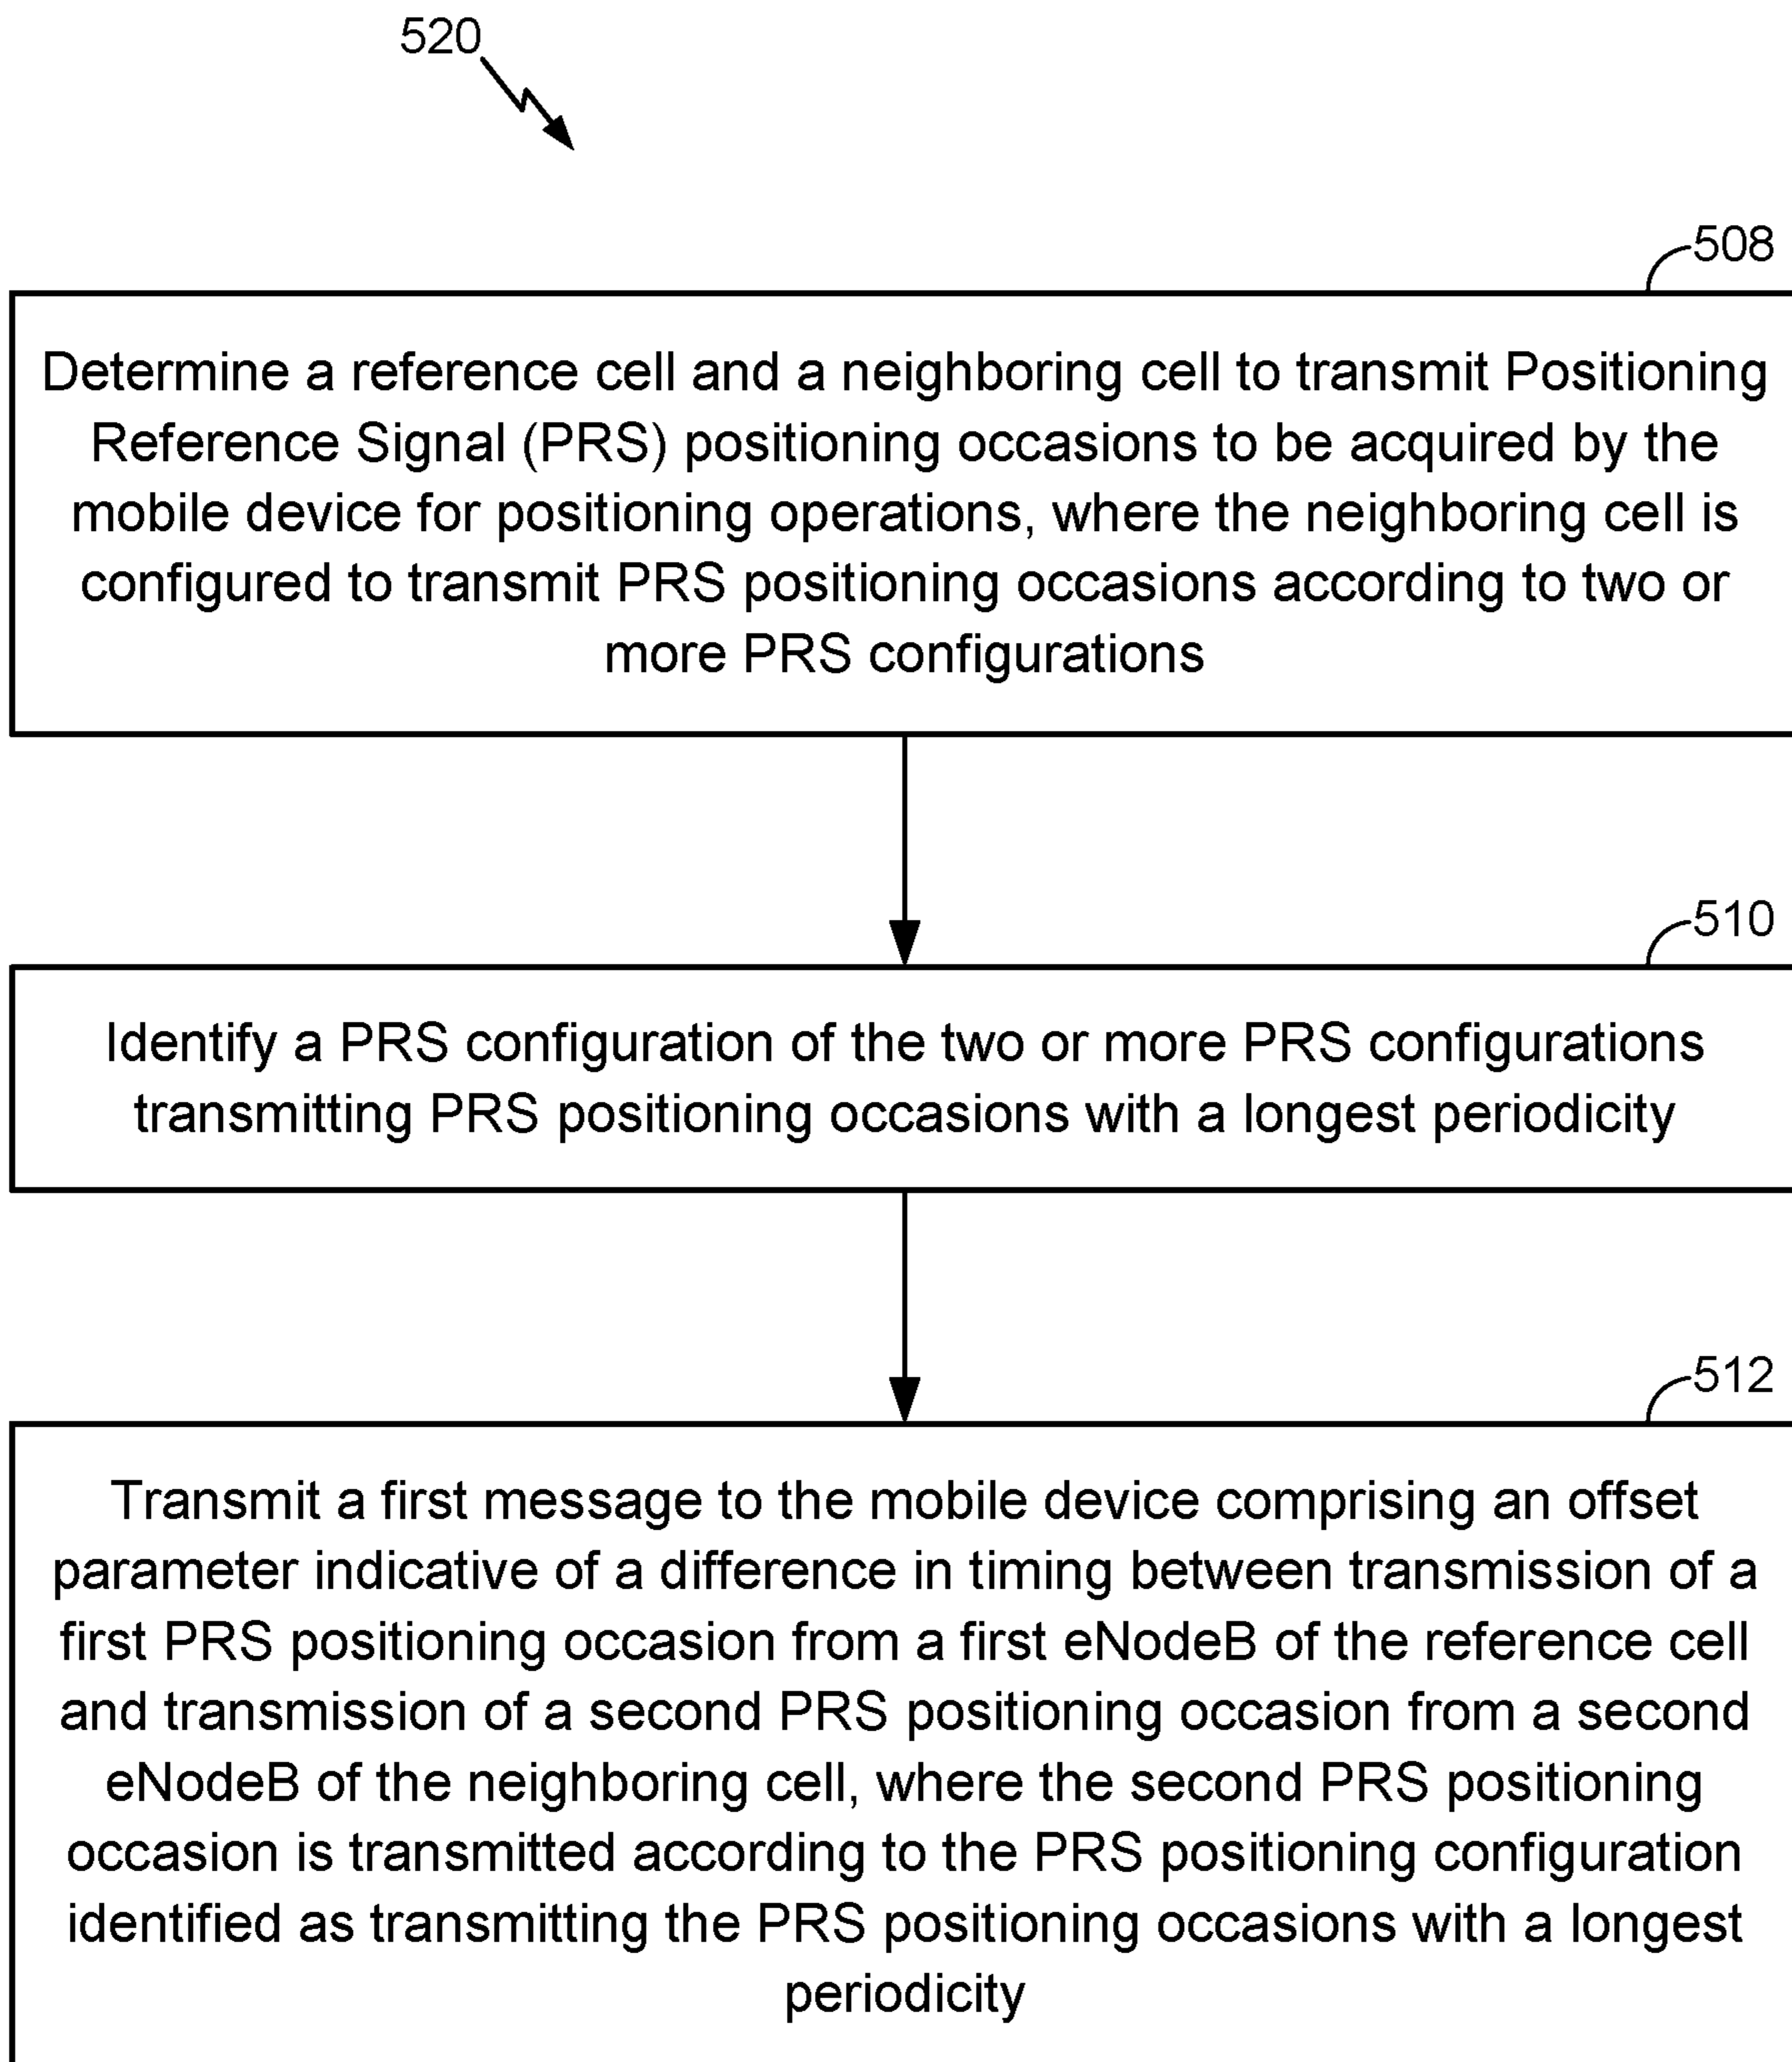 520
508
Determine a reference cell and a neighboring cell to transmit Positioning
Reference Signal (PRS) positioning occasions to be acquired by the
mobile device for positioning operations, where the neighboring cell is
configured to transmit PRS positioning occasions according to two or
more PRS configurations
510
Identify a PRS configuration of the two or more PRS configurations
transmitting PRS positioning occasions with a longest periodicity
512
Transmit a first message to the mobile device comprising an offset
parameter indicative of a difference in timing between transmission of a
first PRS positioning occasion from a first eNodeB of the reference cell
and transmission of a second PRS positioning occasion from a second
eNodeB of the neighboring cell, where the second PRS positioning
occasion is transmitted according to the PRS positioning configuration
identified as transmitting the PRS positioning occasions with a longest
periodicity